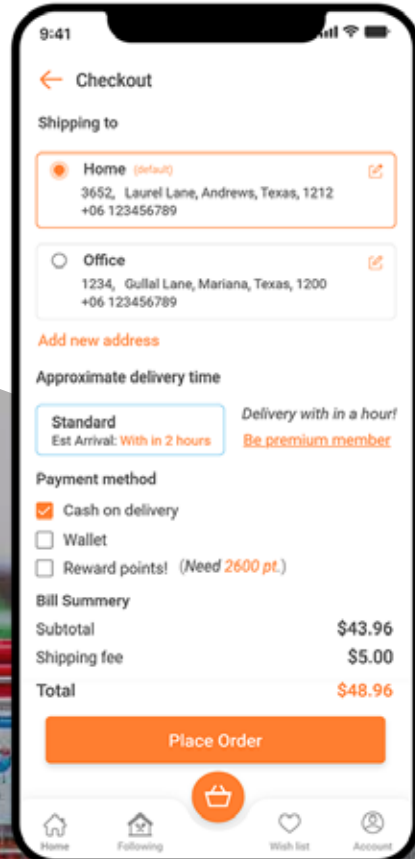 9:41
Checkout
Shipping to
Home (default)
3652, Laurel Lane, Andrews, Texas, 1212
+06 123456789
Office
1234, Gullal Lane, Mariana, Texas, 1200
+06 123456789
Add new address
Approximate delivery time
Standard
Est Arrival: With in 2 hours
Delivery with in a hour!
Be premium member
Payment method
Cash on delivery
Wallet
Reward points! (Need 2600 pt.)
Bill Summery
Subtotal $43.96
Shipping fee $5.00
Total $48.96
Place Order
Home Following Wish list Account